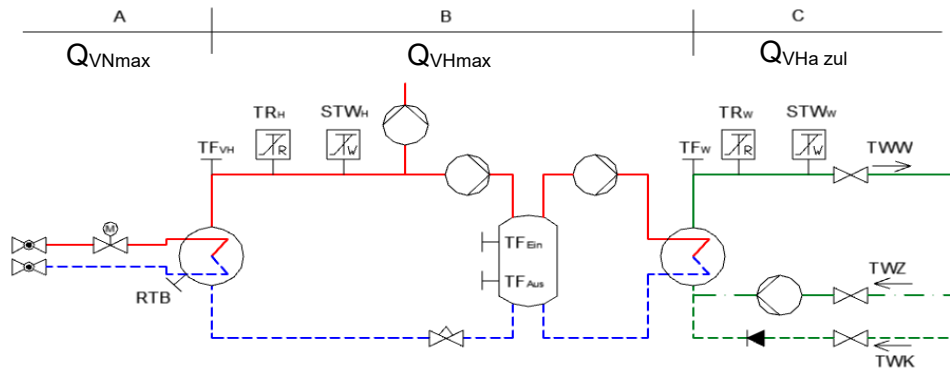 A B C
QVNmax QVHmax QVHa zul
TRH STWH TRW STWW
TFVH TFW TWW
R W R W
M
TFEin
TWZ
TFAus
RTB
TWK